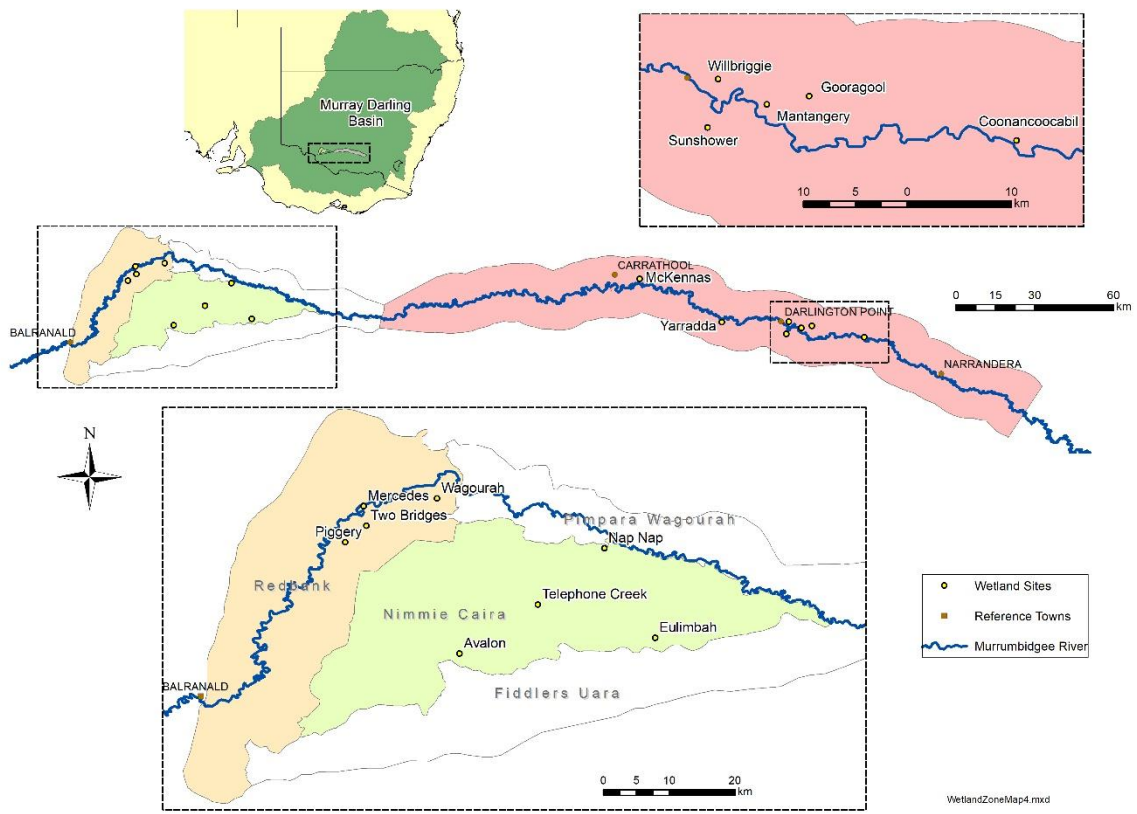 Murray Darling
Basin
Willbriggie
Gooragool
Mantangery
Sunshower
Coonancoocabil
10 5 0 10
km
CARRATHOOL
McKennas
Yarradda
DARLINGTON POINT
NARRANDERA
BALRANALD
0 15 30 60
km
N
Mercedes
Wagourah
Two Bridges
Piggery
Pimpara Wagourah
Nap Nap
Redbank
Telephone Creek
Nimmie Caira
Eulimbah
Avalon
Fiddlers Uara
BALRANALD
0 5 10 20
km
Wetland Sites
Reference Towns
Murrumbidgee River
WetlandZoneMap4.mxd